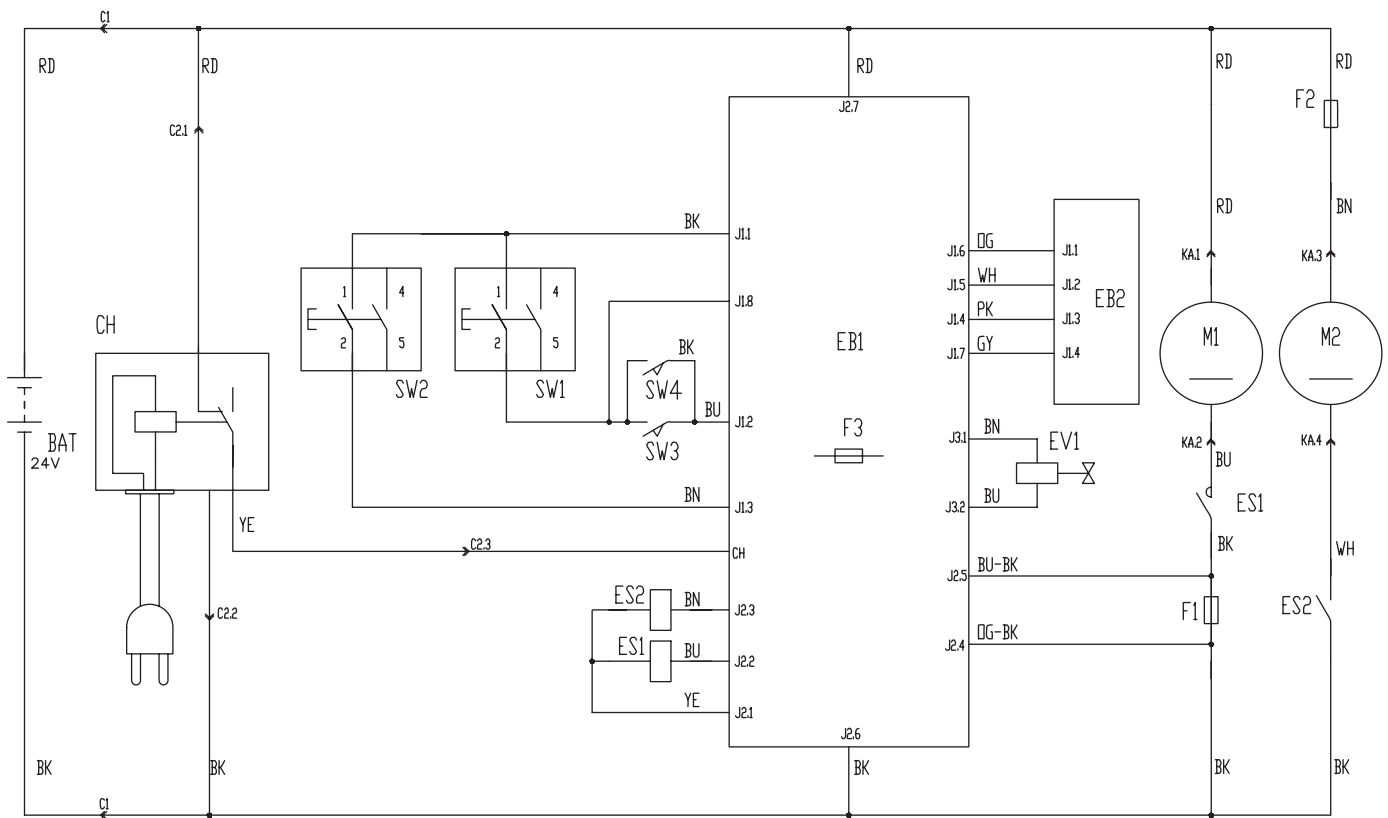 C1
RD
RD
RD
RD
RD
J2.7
F2
C2.1
BK
J1.1
RD
BN
J1.6
OG
J1.1
KA.1
KA.3
1
4
1
4
J1.8
J1.5
WH
J1.2
EB2
J1.4
PK
J1.3
CH
2
5
2
5
EB1
M1
M2
BK
J1.7
GY
J1.4
SW2
SW1
SW4
BU
J1.2
BAT
24V
SW3
F3
J3.1
BN
EV1
KA.2
KA.4
BU
BN
J1.3
J3.2
BU
ES1
YE
C2.3
CH
BK
WH
J2.5
BU-BK
ES2
BN
J2.3
F1
ES2
C2.2
ES1
BU
J2.2
J2.4
OG-BK
YE
J2.1
J2.6
BK
BK
BK
BK
BK
C1